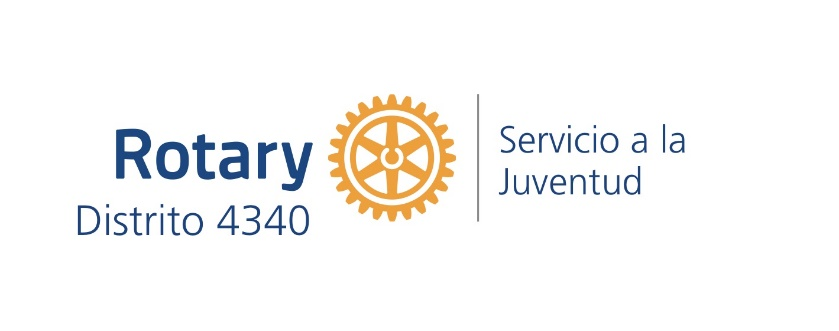 Rotary
Distrito 4340
Servicio a la
Juventud